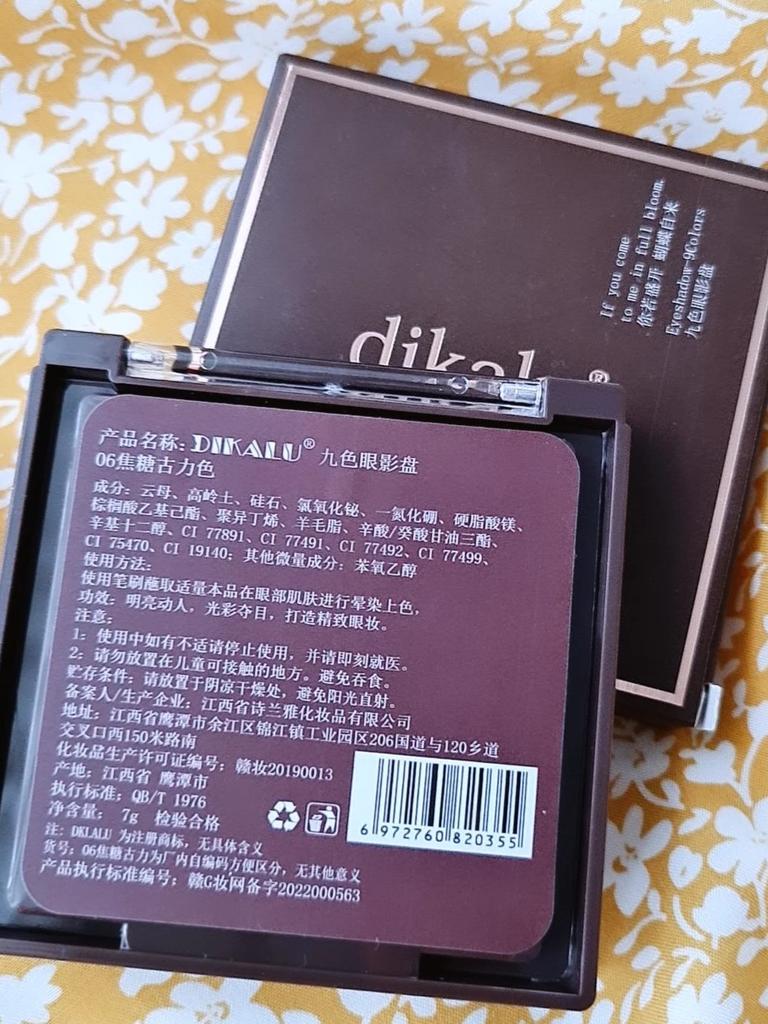 If you come
to me,in full bloom.
你若盛开 蝴蝶自来
Eyeshadow-9Colors
九色眼影盘
dikalu®
产品名称: DIKALU® 九色眼影盘
06焦糖古力色
成分: 云母、高岭土、硅石、氯氧化铋、一氮化硼、硬脂酸镁、
棕榈酸乙基己酯、聚异丁烯、羊毛脂、辛酸/癸酸甘油三酯、
辛基十二醇、CI 77891、CI 77491、CI 77492、CI 77499、
CI 75470、CI 19140; 其他微量成分: 苯氧乙醇
使用方法:
使用笔刷蘸取适量本品在眼部肌肤进行晕染上色,
功效: 明亮动人, 光彩夺目, 打造精致眼妆。
注意:
1: 使用中如有不适请停止使用, 并请即刻就医。
2: 请勿放置在儿童可接触的地方。避免吞食。
贮存条件: 请放置于阴凉干燥处, 避免阳光直射。
备案人/生产企业: 江西省诗兰雅化妆品有限公司
地址: 江西省鹰潭市余江区锦江镇工业园区206国道与120乡道
交叉口西150米路南
化妆品生产许可证编号: 赣妆20190013
产地: 江西省 鹰潭市
执行标准: QB/T 1976
净含量: 7g 检验合格
注: DKLALU 为注册商标, 无具体含义
货号: 06焦糖古力为厂内自编码方便区分, 无其他意义
产品执行标准编号: 赣G妆网备字2022000563
6 972760 820355